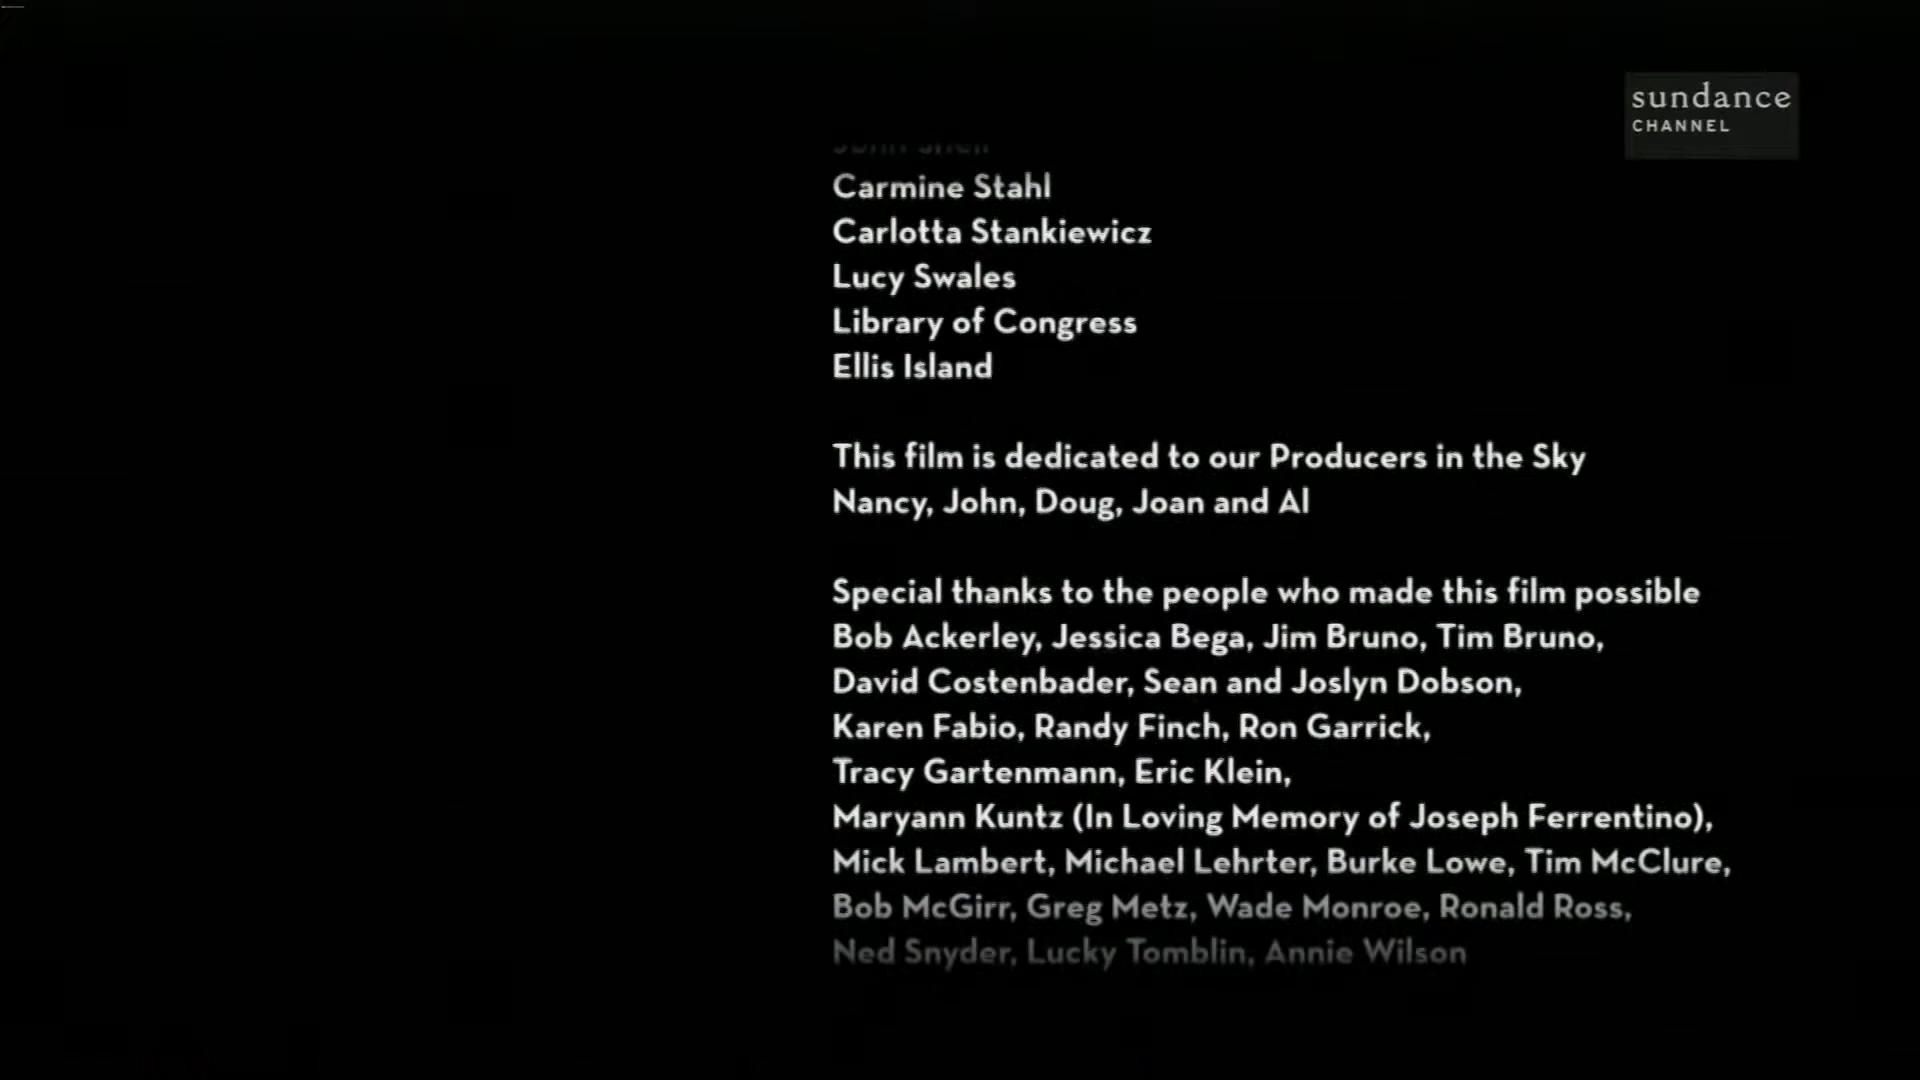 sundance
CHANNEL
Carmine Stahl
Carlotta Stankiewicz
Lucy Swales
Library of Congress
Ellis Island
This film is dedicated to our Producers in the Sky
Nancy, John, Doug, Joan and Al
Special thanks to the people who made this film possible
Bob Ackerley, Jessica Bega, Jim Bruno, Tim Bruno,
David Costenbader, Sean and Joslyn Dobson,
Karen Fabio, Randy Finch, Ron Garrick,
Tracy Gartenmann, Eric Klein,
Maryann Kuntz (In Loving Memory of Joseph Ferrentino),
Mick Lambert, Michael Lehrter, Burke Lowe, Tim McClure,
Bob McGirr, Greg Metz, Wade Monroe, Ronald Ross,
Ned Snyder, Lucky Tomblin, Annie Wilson